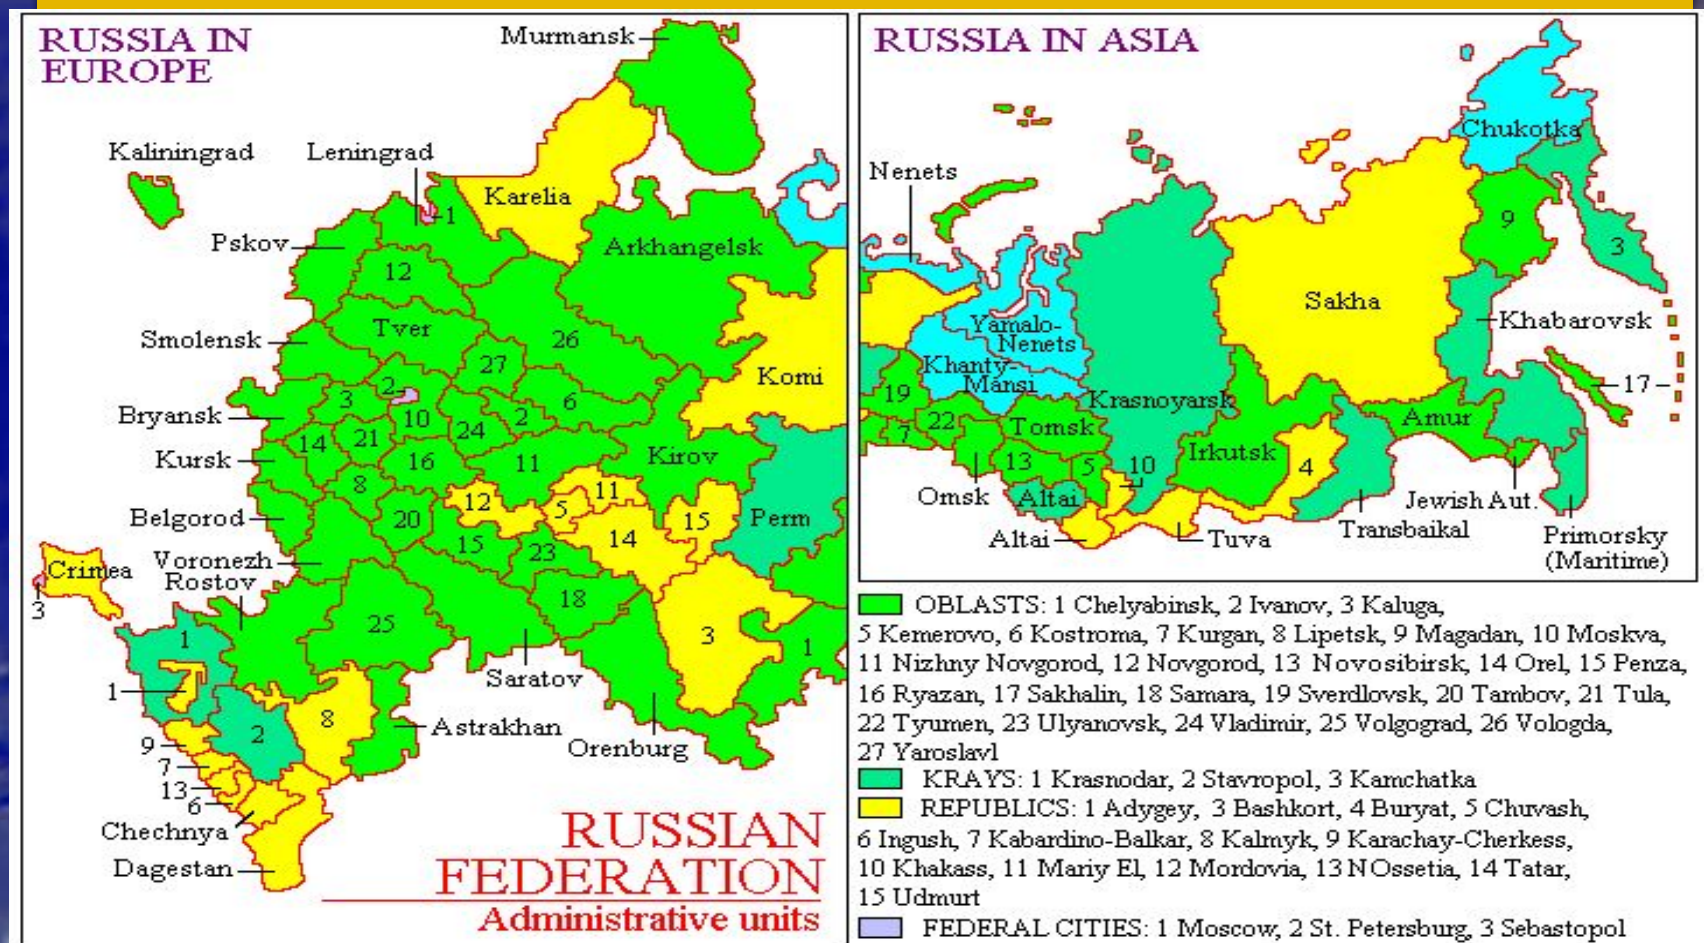 RUSSIA IN
EUROPE
Murmansk
Kaliningrad
Leningrad
1
Karelia
Pskov
Arkhangelsk
12
Smolensk
Tver
26
27
Komi
2
3
6
Bryansk
10
2
14
21
24
Kursk
16
11
Kirov
8
12
11
5
15
Perm
Belgorod
20
15
14
23
Voronezh
Crimea
Rostov
3
18
25
1
3
1
1
Saratov
8
2
Astrakhan
9
Orenburg
7
13
6
Chechnya
Dagestan
RUSSIAN
FEDERATION
Administrative units
RUSSIA IN ASIA
Chukotka
Nenets
9
3
Sakha
Khabarovsk
Yamalo-
Nenets
Khanty-
Mansi
19
17
Krasnoyarsk
22
7
Tomsk
Amur
13
5
10
Irkutsk
4
Omsk
Altai
Jewish Aut.
Altai
Tuva
Transbaikal
Primorsky
(Maritime)
OBLASTS: 1 Chelyabinsk, 2 Ivanov, 3 Kaluga,
5 Kemerovo, 6 Kostroma, 7 Kurgan, 8 Lipetsk, 9 Magadan, 10 Moskva,
11 Nizhny Novgorod, 12 Novgorod, 13 Novosibirsk, 14 Orel, 15 Penza,
16 Ryazan, 17 Sakhalin, 18 Samara, 19 Sverdlovsk, 20 Tambov, 21 Tula,
22 Tyumen, 23 Ulyanovsk, 24 Vladimir, 25 Volgograd, 26 Vologda,
27 Yaroslavl
KRAYS: 1 Krasnodar, 2 Stavropol, 3 Kamchatka
REPUBLICS: 1 Adygey, 3 Bashkort, 4 Buryat, 5 Chuvash,
6 Ingush, 7 Kabardino-Balkar, 8 Kalmyk, 9 Karachay-Cherkess,
10 Khakass, 11 Mariy El, 12 Mordovia, 13 NOssetia, 14 Tatar,
15 Udmurt
FEDERAL CITIES: 1 Moscow, 2 St. Petersburg, 3 Sebastopol